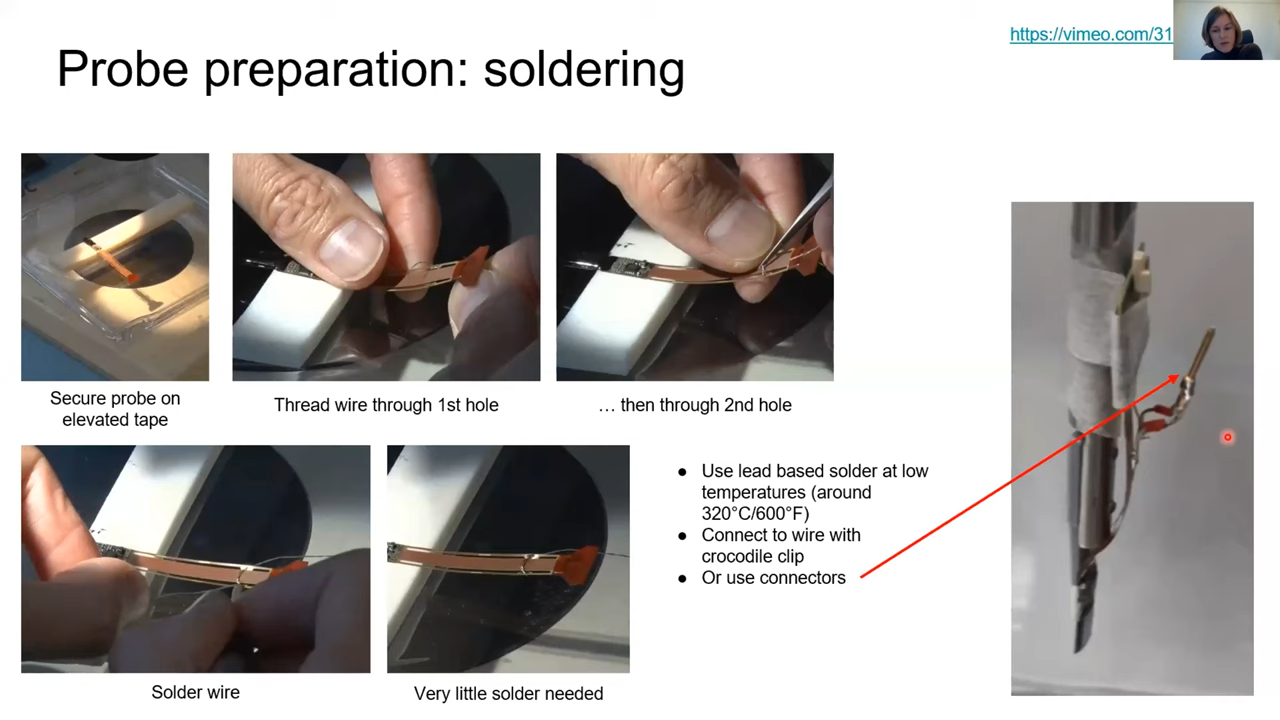 https://vimeo.com/31
Probe preparation: soldering
Secure probe on
elevated tape
Thread wire through 1st hole
… then through 2nd hole
Solder wire
Very little solder needed
● Use lead based solder at low
temperatures (around
320°C/600°F)
● Connect to wire with
crocodile clip
● Or use connectors